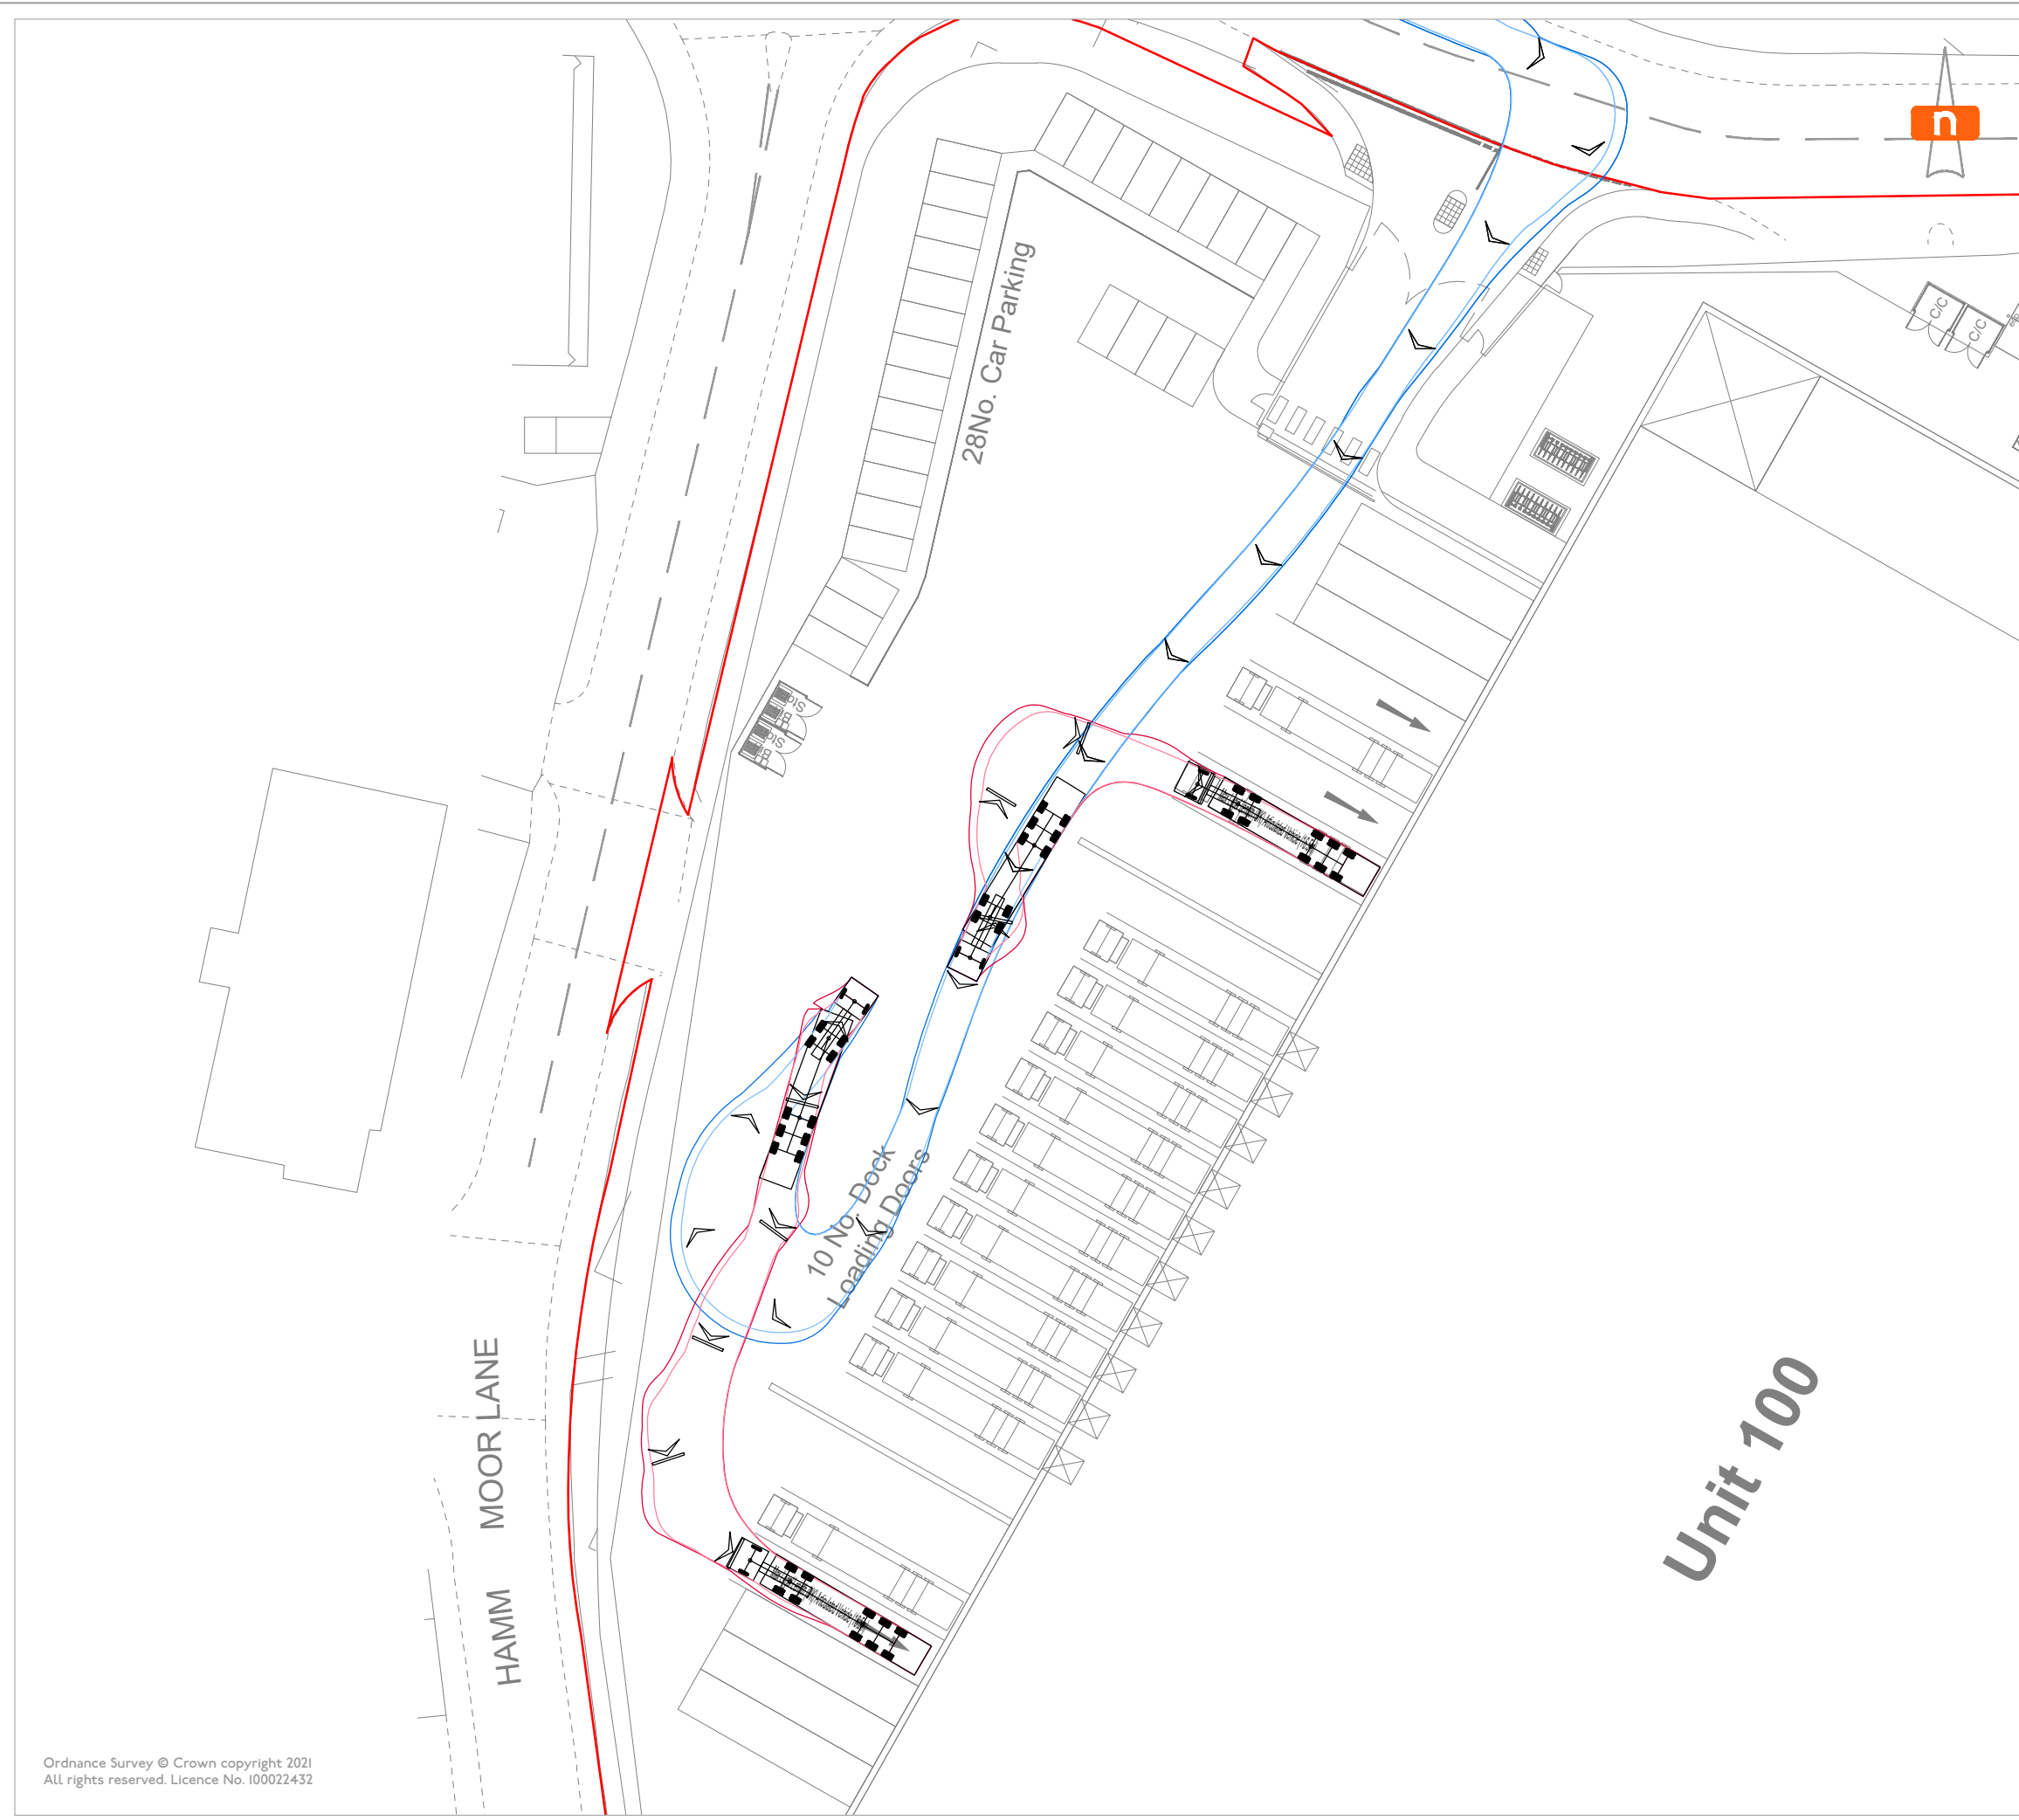 n
C/C
C/C
28No. Car Parking
10 No. Dock
Loading Doors
HAMM MOOR LANE
Unit 100
Ordnance Survey © Crown copyright 2021
All rights reserved. Licence No. 100022432